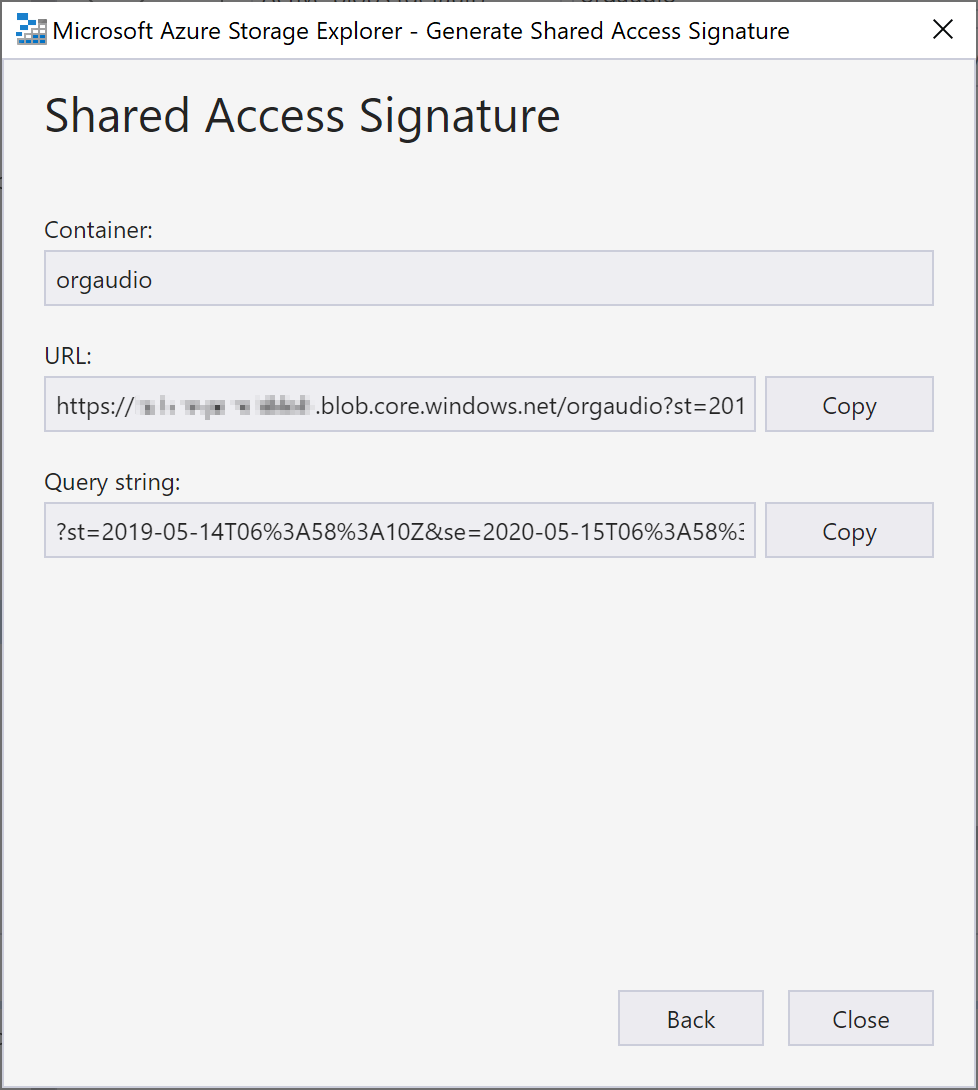 Microsoft Azure Storage Explorer - Generate Shared Access Signature
Shared Access Signature
Container:
orgaudio
URL:
https:// .blob.core.windows.net/orgaudio?st=201
Copy
Query string:
?st=2019-05-14T06%3A58%3A10Z&se=2020-05-15T06%3A58%3
Copy
Back
Close